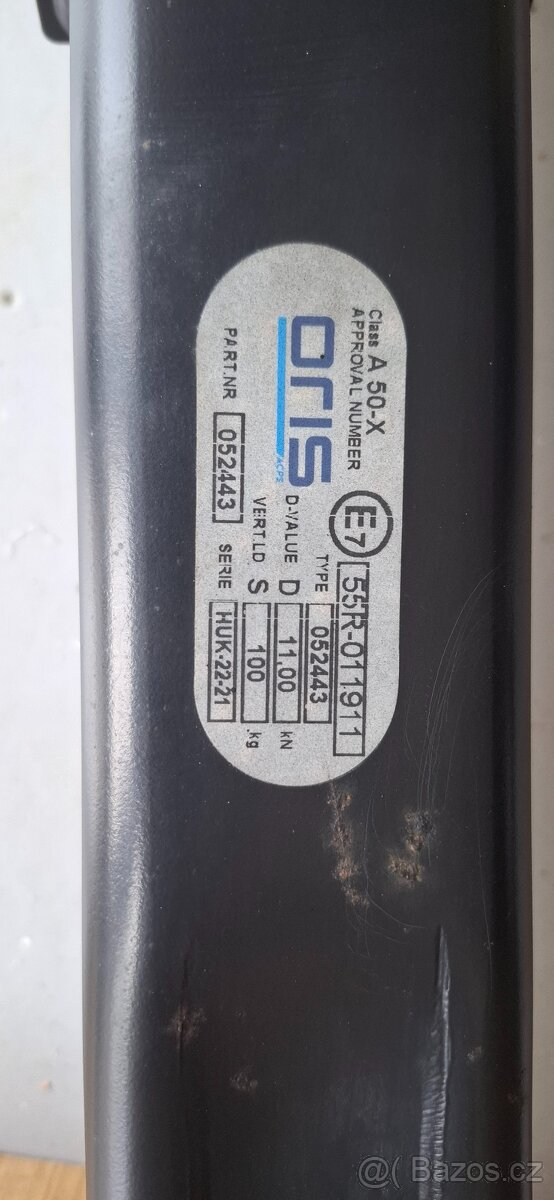 Class A 50-X
APPROVAL NUMBER E7 55R-011911
oris ACPS
TYPE 052443
D-VALUE D 11,00 kN
VERT.LD S 100 kg
PART.NR 052443 SERIE HUK-22-21
@( Bazos.cz